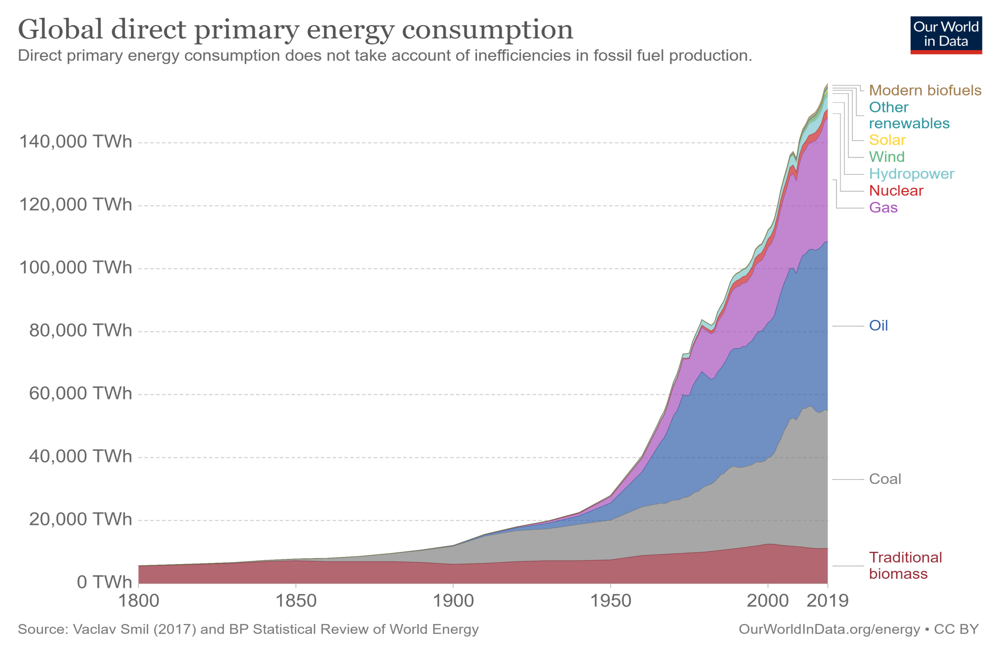 Global direct primary energy consumption
Our World
in Data
Direct primary energy consumption does not take account of inefficiencies in fossil fuel production.
Modern biofuels
Other
renewables
Solar
Wind
Hydropower
Nuclear
Gas
Oil
Coal
Traditional
biomass
140,000 TWh
120,000 TWh
100,000 TWh
80,000 TWh
60,000 TWh
40,000 TWh
20,000 TWh
0 TWh
1800 1850 1900 1950 2000 2019
Source: Vaclav Smil (2017) and BP Statistical Review of World Energy
OurWorldInData.org/energy • CC BY